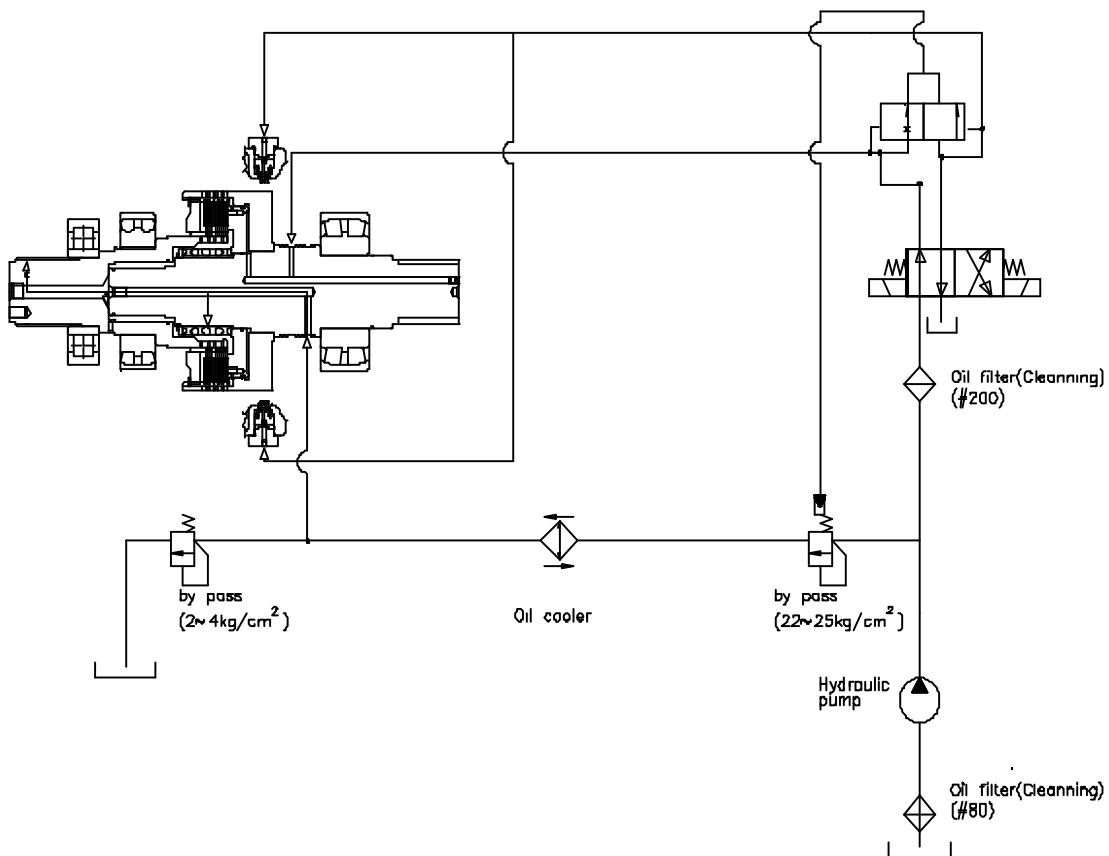 Oil filter(Cleanning)
(#200)
by pass
(2~4kg/cm²)
Oil cooler
by pass
(22~25kg/cm²)
Hydraulic
pump
Oil filter(Cleanning)
(#80)